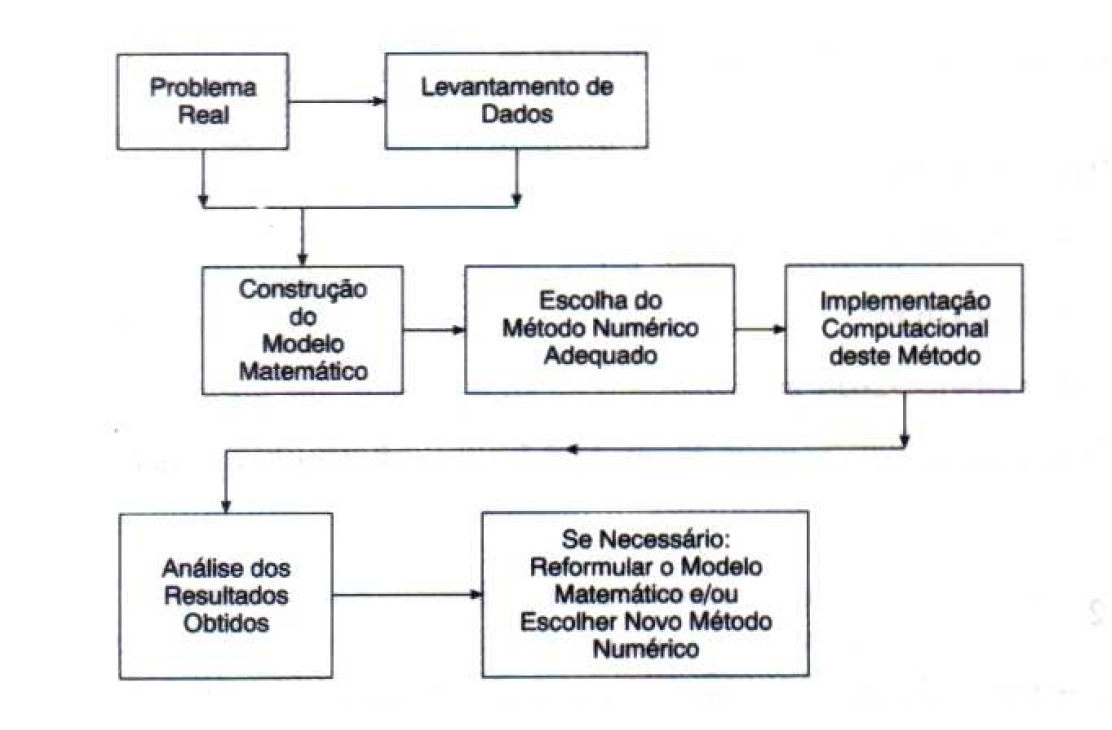 Problema
Real
Levantamento de
Dados
Construção
do
Modelo
Matemático
Escolha do
Método Numérico
Adequado
Implementação
Computacional
deste Método
Análise dos
Resultados
Obtidos
Se Necessário:
Reformular o Modelo
Matemático e/ou
Escolher Novo Método
Numérico